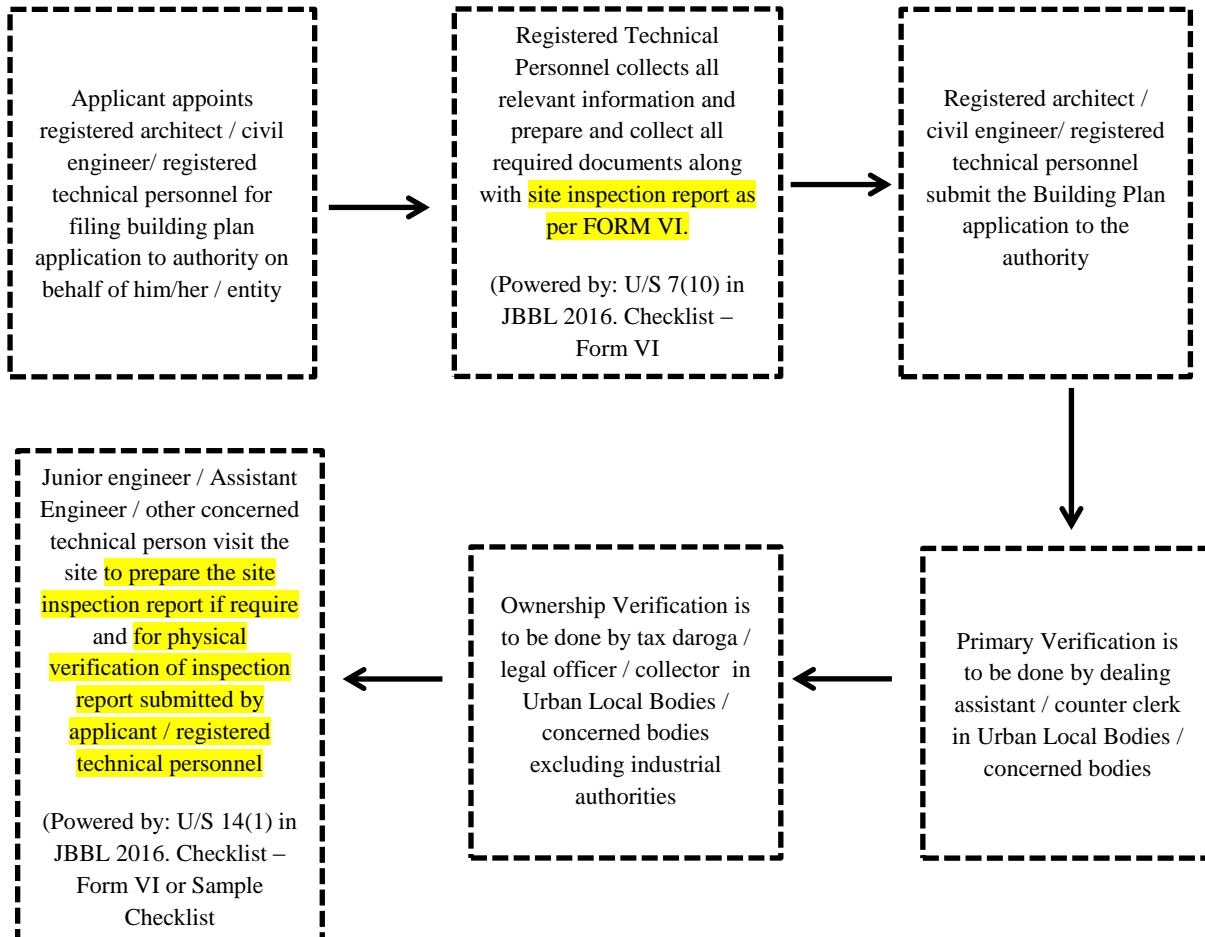 Applicant appoints
registered architect / civil
engineer/ registered
technical personnel for
filing building plan
application to authority on
behalf of him/her / entity
Registered Technical
Personnel collects all
relevant information and
prepare and collect all
required documents along
with site inspection report as
per FORM VI.
(Powered by: U/S 7(10) in
JBBL 2016. Checklist –
Form VI
Registered architect /
civil engineer/ registered
technical personnel
submit the Building Plan
application to the
authority
Primary Verification is
to be done by dealing
assistant / counter clerk
in Urban Local Bodies /
concerned bodies
Ownership Verification is
to be done by tax daroga /
legal officer / collector in
Urban Local Bodies /
concerned bodies
excluding industrial
authorities
Junior engineer / Assistant
Engineer / other concerned
technical person visit the
site to prepare the site
inspection report if require
and for physical
verification of inspection
report submitted by
applicant / registered
technical personnel
(Powered by: U/S 14(1) in
JBBL 2016. Checklist –
Form VI or Sample
Checklist